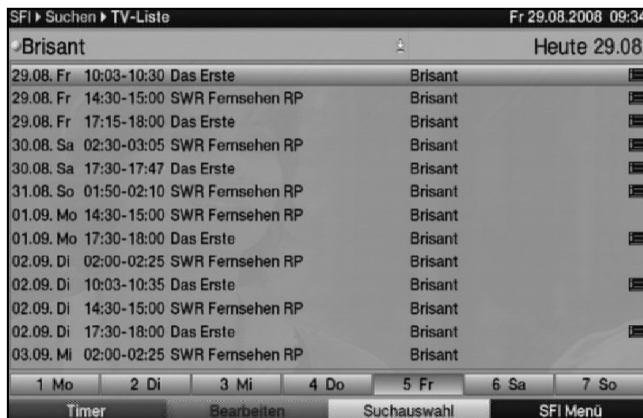 SFI Suchen TV-Liste Fr 29.08.2008 09:34
Brisant Heute 29.08
29.08. Fr 10:03-10:30 Das Erste Brisant
29.08. Fr 14:30-15:00 SWR Fernsehen RP Brisant
29.08. Fr 17:15-18:00 Das Erste Brisant
30.08. Sa 02:30-03:05 SWR Fernsehen RP Brisant
30.08. Sa 17:30-17:47 Das Erste Brisant
31.08. So 01:50-02:10 SWR Fernsehen RP Brisant
01.09. Mo 14:30-15:00 SWR Fernsehen RP Brisant
01.09. Mo 17:30-18:00 Das Erste Brisant
02.09. Di 02:00-02:25 SWR Fernsehen RP Brisant
02.09. Di 10:03-10:35 Das Erste Brisant
02.09. Di 14:30-15:00 SWR Fernsehen RP Brisant
02.09. Di 17:30-18:00 Das Erste Brisant
03.09. Mi 02:00-02:25 SWR Fernsehen RP Brisant
1 Mo 2 Di 3 Mi 4 Do 5 Fr 6 Sa 7 So
Timer Bearbeiten Suchauswahl SFI Menü